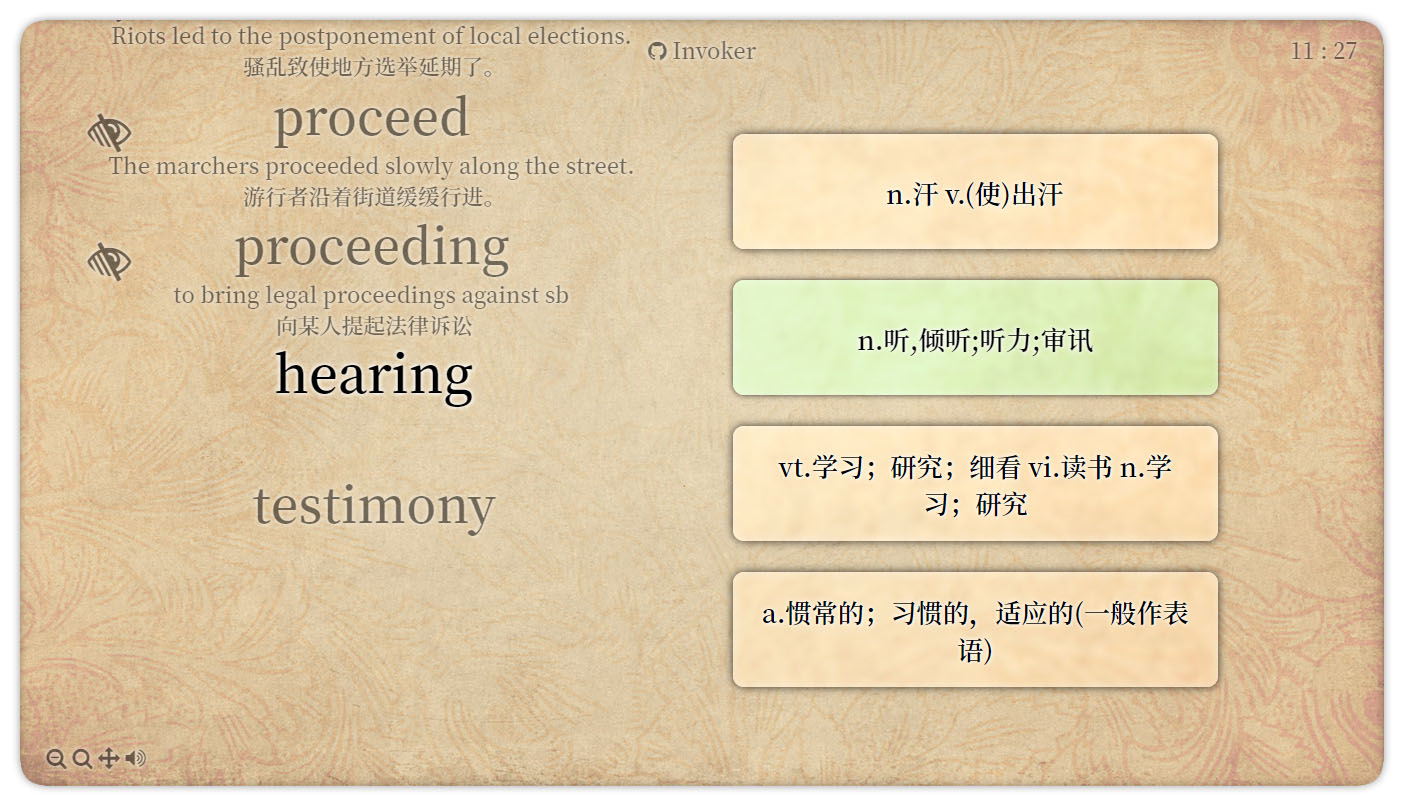 Riots led to the postponement of local elections.
骚乱致使地方选举延期了。
proceed
The marchers proceeded slowly along the street.
游行者沿着街道缓缓行进。
proceeding
to bring legal proceedings against sb
向某人提起法律诉讼
hearing
testimony
Invoker
11 : 27
n.汗 v.(使)出汗
n.听,倾听;听力;审讯
vt.学习；研究；细看 vi.读书 n.学
习；研究
a.惯常的；习惯的，适应的(一般作表
语)